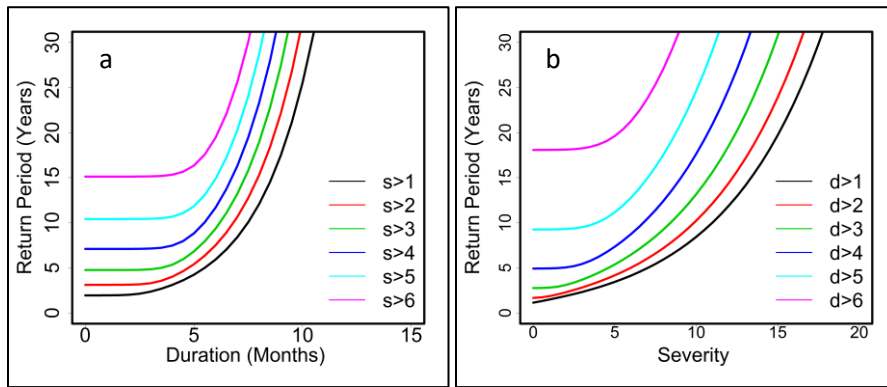 a
Return Period (Years)
30
25
20
15
10
5
0
s>1
s>2
s>3
s>4
s>5
s>6
0 5 10 15
Duration (Months)
b
Return Period (Years)
30
25
20
15
10
5
0
d>1
d>2
d>3
d>4
d>5
d>6
0 5 10 15 20
Severity